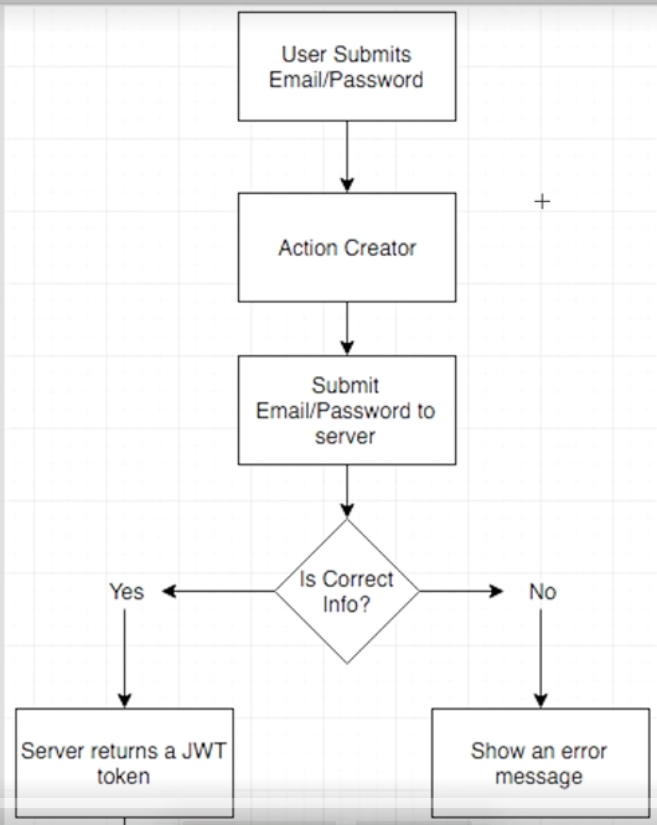 User Submits
Email/Password
Action Creator
Submit
Email/Password to
server
Is Correct
Info?
Yes
No
Server returns a JWT
token
Show an error
message